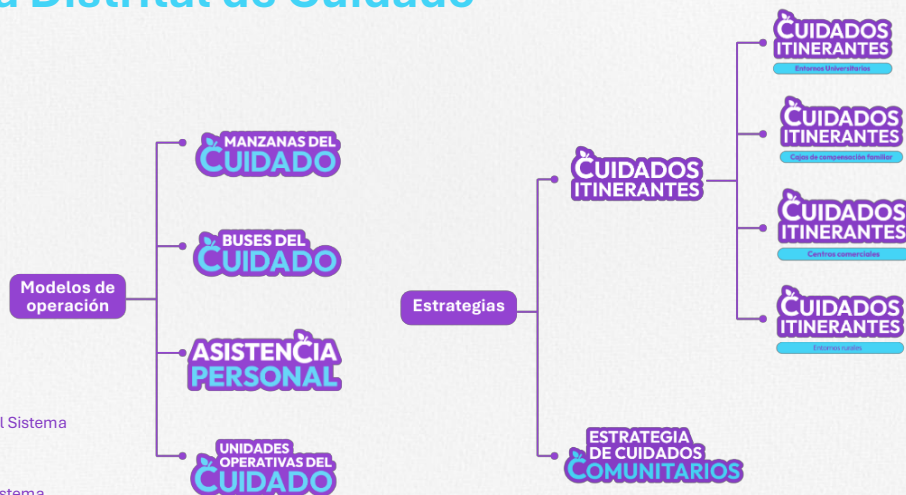 a Distrital de Cuidado
Modelos de
operación
MANZANAS DEL
CUIDADO
BUSES DEL
CUIDADO
ASISTENCIA
PERSONAL
UNIDADES
OPERATIVAS DEL
CUIDADO
l Sistema
istema
Estrategias
CUIDADOS
ITINERANTES
CUIDADOS
ITINERANTES
Entornos Universitarios
CUIDADOS
ITINERANTES
Cajas de compensación familiar
CUIDADOS
ITINERANTES
Centros comerciales
CUIDADOS
ITINERANTES
Entornos rurales
ESTRATEGIA
DE CUIDADOS
COMUNITARIOS